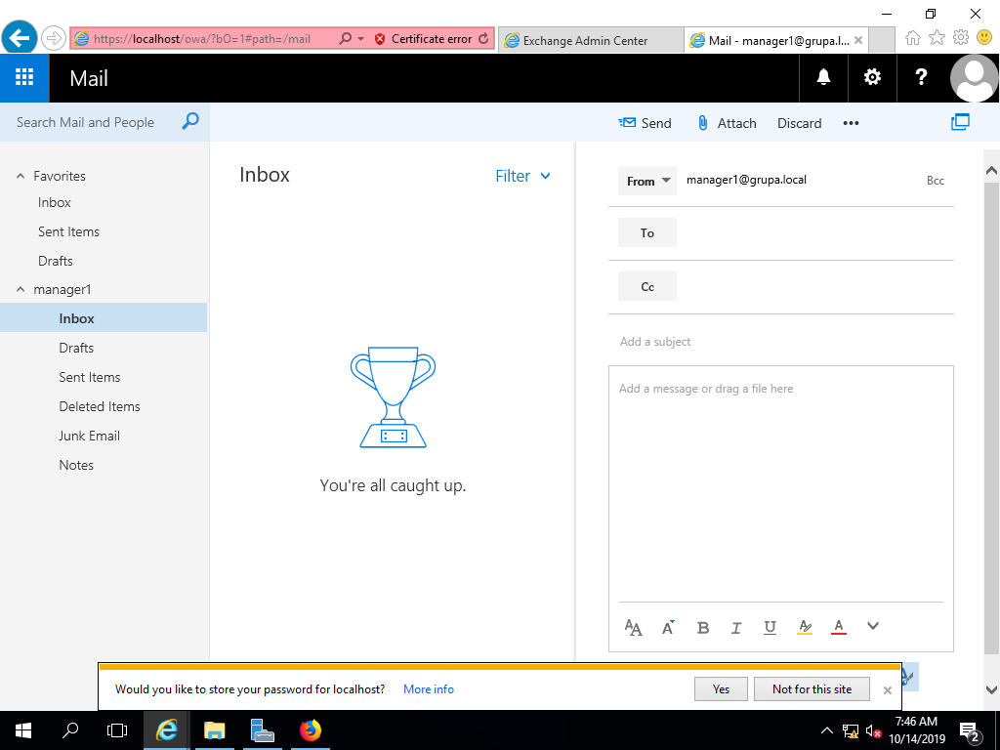 https://localhost/owa/?bO=1#path=/mail
Certificate error
Exchange Admin Center
Mail - manager1@grupa.l...
Mail
Search Mail and People
Send
Attach
Discard
•••
Favorites
Inbox
Sent Items
Drafts
manager1
Inbox
Drafts
Sent Items
Deleted Items
Junk Email
Notes
Inbox
Filter
You're all caught up.
From
manager1@grupa.local
Bcc
To
Cc
Add a subject
Add a message or drag a file here
Would you like to store your password for localhost?
More info
Yes
Not for this site
7:46 AM
10/14/2019
2